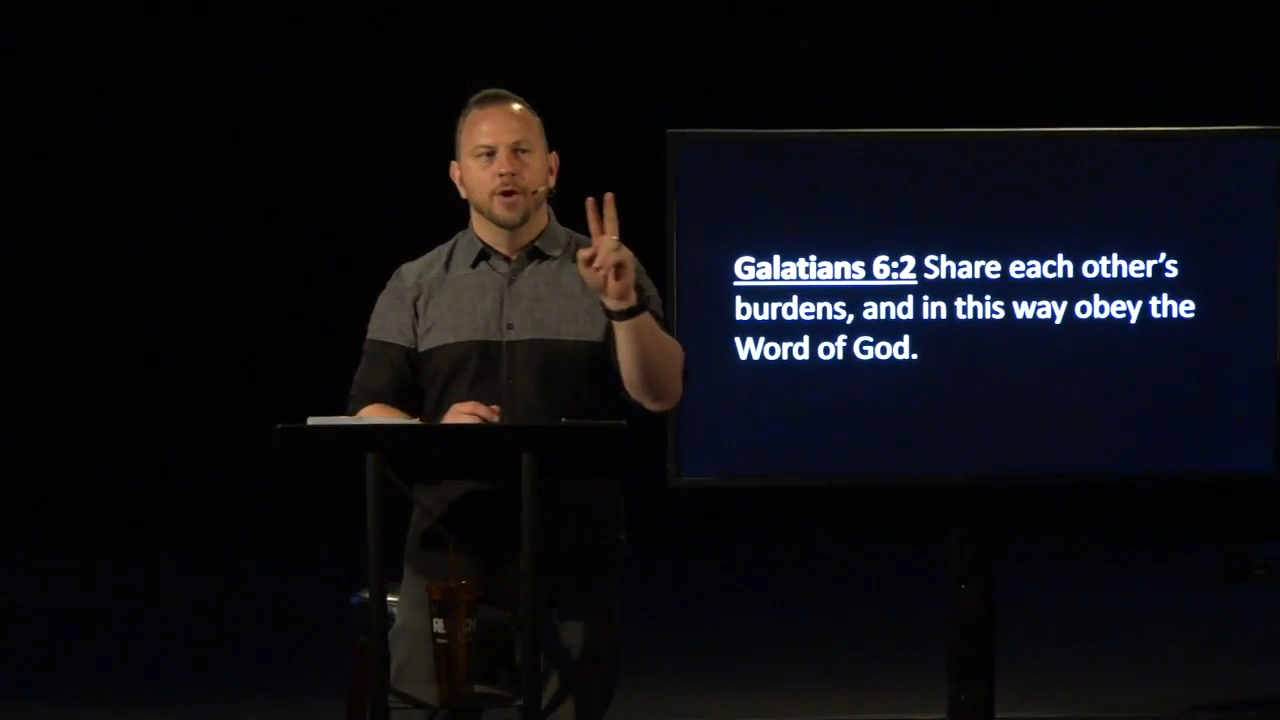 Galatians 6:2 Share each other's
burdens, and in this way obey the
Word of God.